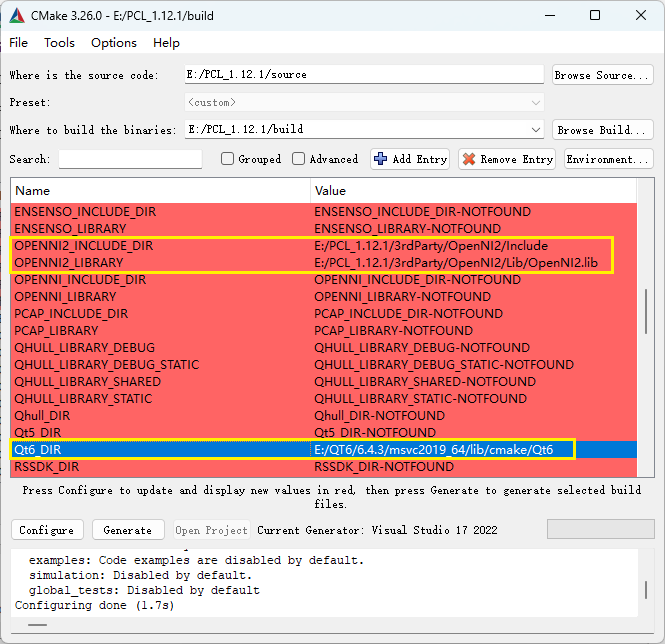 CMake 3.26.0 - E:/PCL_1.12.1/build
File Tools Options Help
Where is the source code: E:/PCL_1.12.1/source Browse Source...
Preset: <custom>
Where to build the binaries: E:/PCL_1.12.1/build Browse Build...
Search: Grouped Advanced Add Entry Remove Entry Environment...
Name Value
ENSENSO_INCLUDE_DIR ENSENSO_INCLUDE_DIR-NOTFOUND
ENSENSO_LIBRARY ENSENSO_LIBRARY-NOTFOUND
OPENNI2_INCLUDE_DIR E:/PCL_1.12.1/3rdParty/OpenNI2/Include
OPENNI2_LIBRARY E:/PCL_1.12.1/3rdParty/OpenNI2/Lib/OpenNI2.lib
OPENNI_INCLUDE_DIR OPENNI_INCLUDE_DIR-NOTFOUND
OPENNI_LIBRARY OPENNI_LIBRARY-NOTFOUND
PCAP_INCLUDE_DIR PCAP_INCLUDE_DIR-NOTFOUND
PCAP_LIBRARY PCAP_LIBRARY-NOTFOUND
QHULL_LIBRARY_DEBUG QHULL_LIBRARY_DEBUG-NOTFOUND
QHULL_LIBRARY_DEBUG_STATIC QHULL_LIBRARY_DEBUG_STATIC-NOTFOUND
QHULL_LIBRARY_SHARED QHULL_LIBRARY_SHARED-NOTFOUND
QHULL_LIBRARY_STATIC QHULL_LIBRARY_STATIC-NOTFOUND
Qhull_DIR Qhull_DIR-NOTFOUND
Qt5_DIR Qt5_DIR-NOTFOUND
Qt6_DIR E:/QT6/6.4.3/msvc2019_64/lib/cmake/Qt6
RSSDK_DIR RSSDK_DIR-NOTFOUND
Press Configure to update and display new values in red, then press Generate to generate selected build
files.
Configure Generate Open Project Current Generator: Visual Studio 17 2022
examples: Code examples are disabled by default.
simulation: Disabled by default.
global_tests: Disabled by default
Configuring done (1.7s)